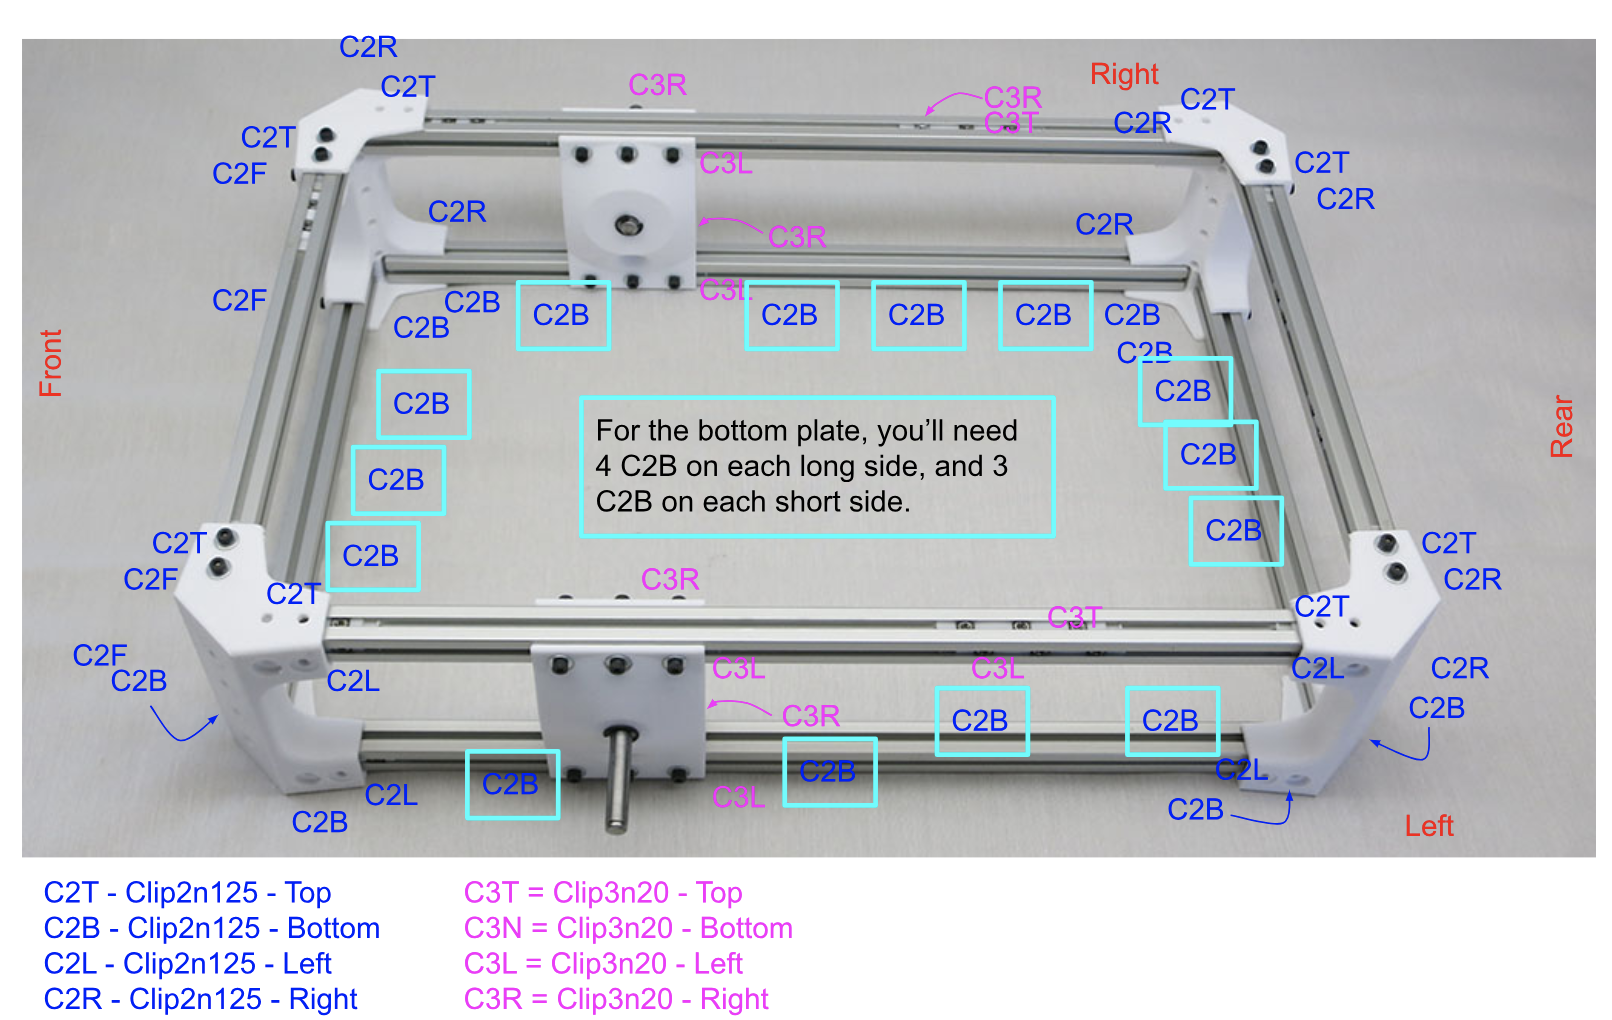 C2R
C2T
C3R
Right
C3R
C2T
C2T
C3T
C2R
C2F
C3L
C2T
C2R
C2R
C3R
C2R
C2F
C2B
C3L
C2B
C2B
C2B
C2B
C2B
C2B
C2B
Front
C2B
C2B
Rear
For the bottom plate, you’ll need
4 C2B on each long side, and 3
C2B on each short side.
C2B
C2B
C2B
C2B
C2T
C2T
C2F
C3R
C2R
C2T
C3T
C2T
C2F
C2B
C2L
C3L
C3L
C2L
C2R
C2B
C3R
C2B
C2B
C2B
C2B
C2L
C2L
C3L
C2B
C2B
Left
C2T - Clip2n125 - Top
C2B - Clip2n125 - Bottom
C2L - Clip2n125 - Left
C2R - Clip2n125 - Right
C3T = Clip3n20 - Top
C3N = Clip3n20 - Bottom
C3L = Clip3n20 - Left
C3R = Clip3n20 - Right